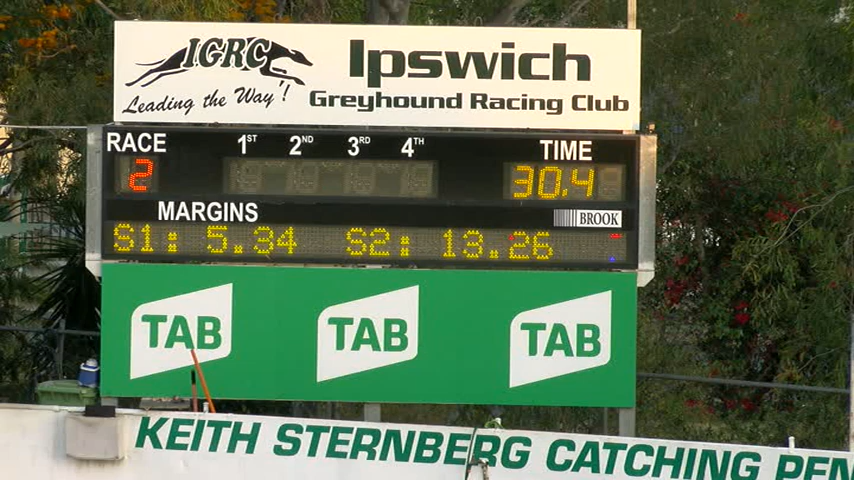 IGRC
Leading the Way!
Ipswich
Greyhound Racing Club
RACE 1ST 2ND 3RD 4TH TIME
2 30.4
MARGINS BROOK
S1: 5.34 S2: 13.26
TAB TAB TAB
KEITH STERNBERG CATCHING PEN